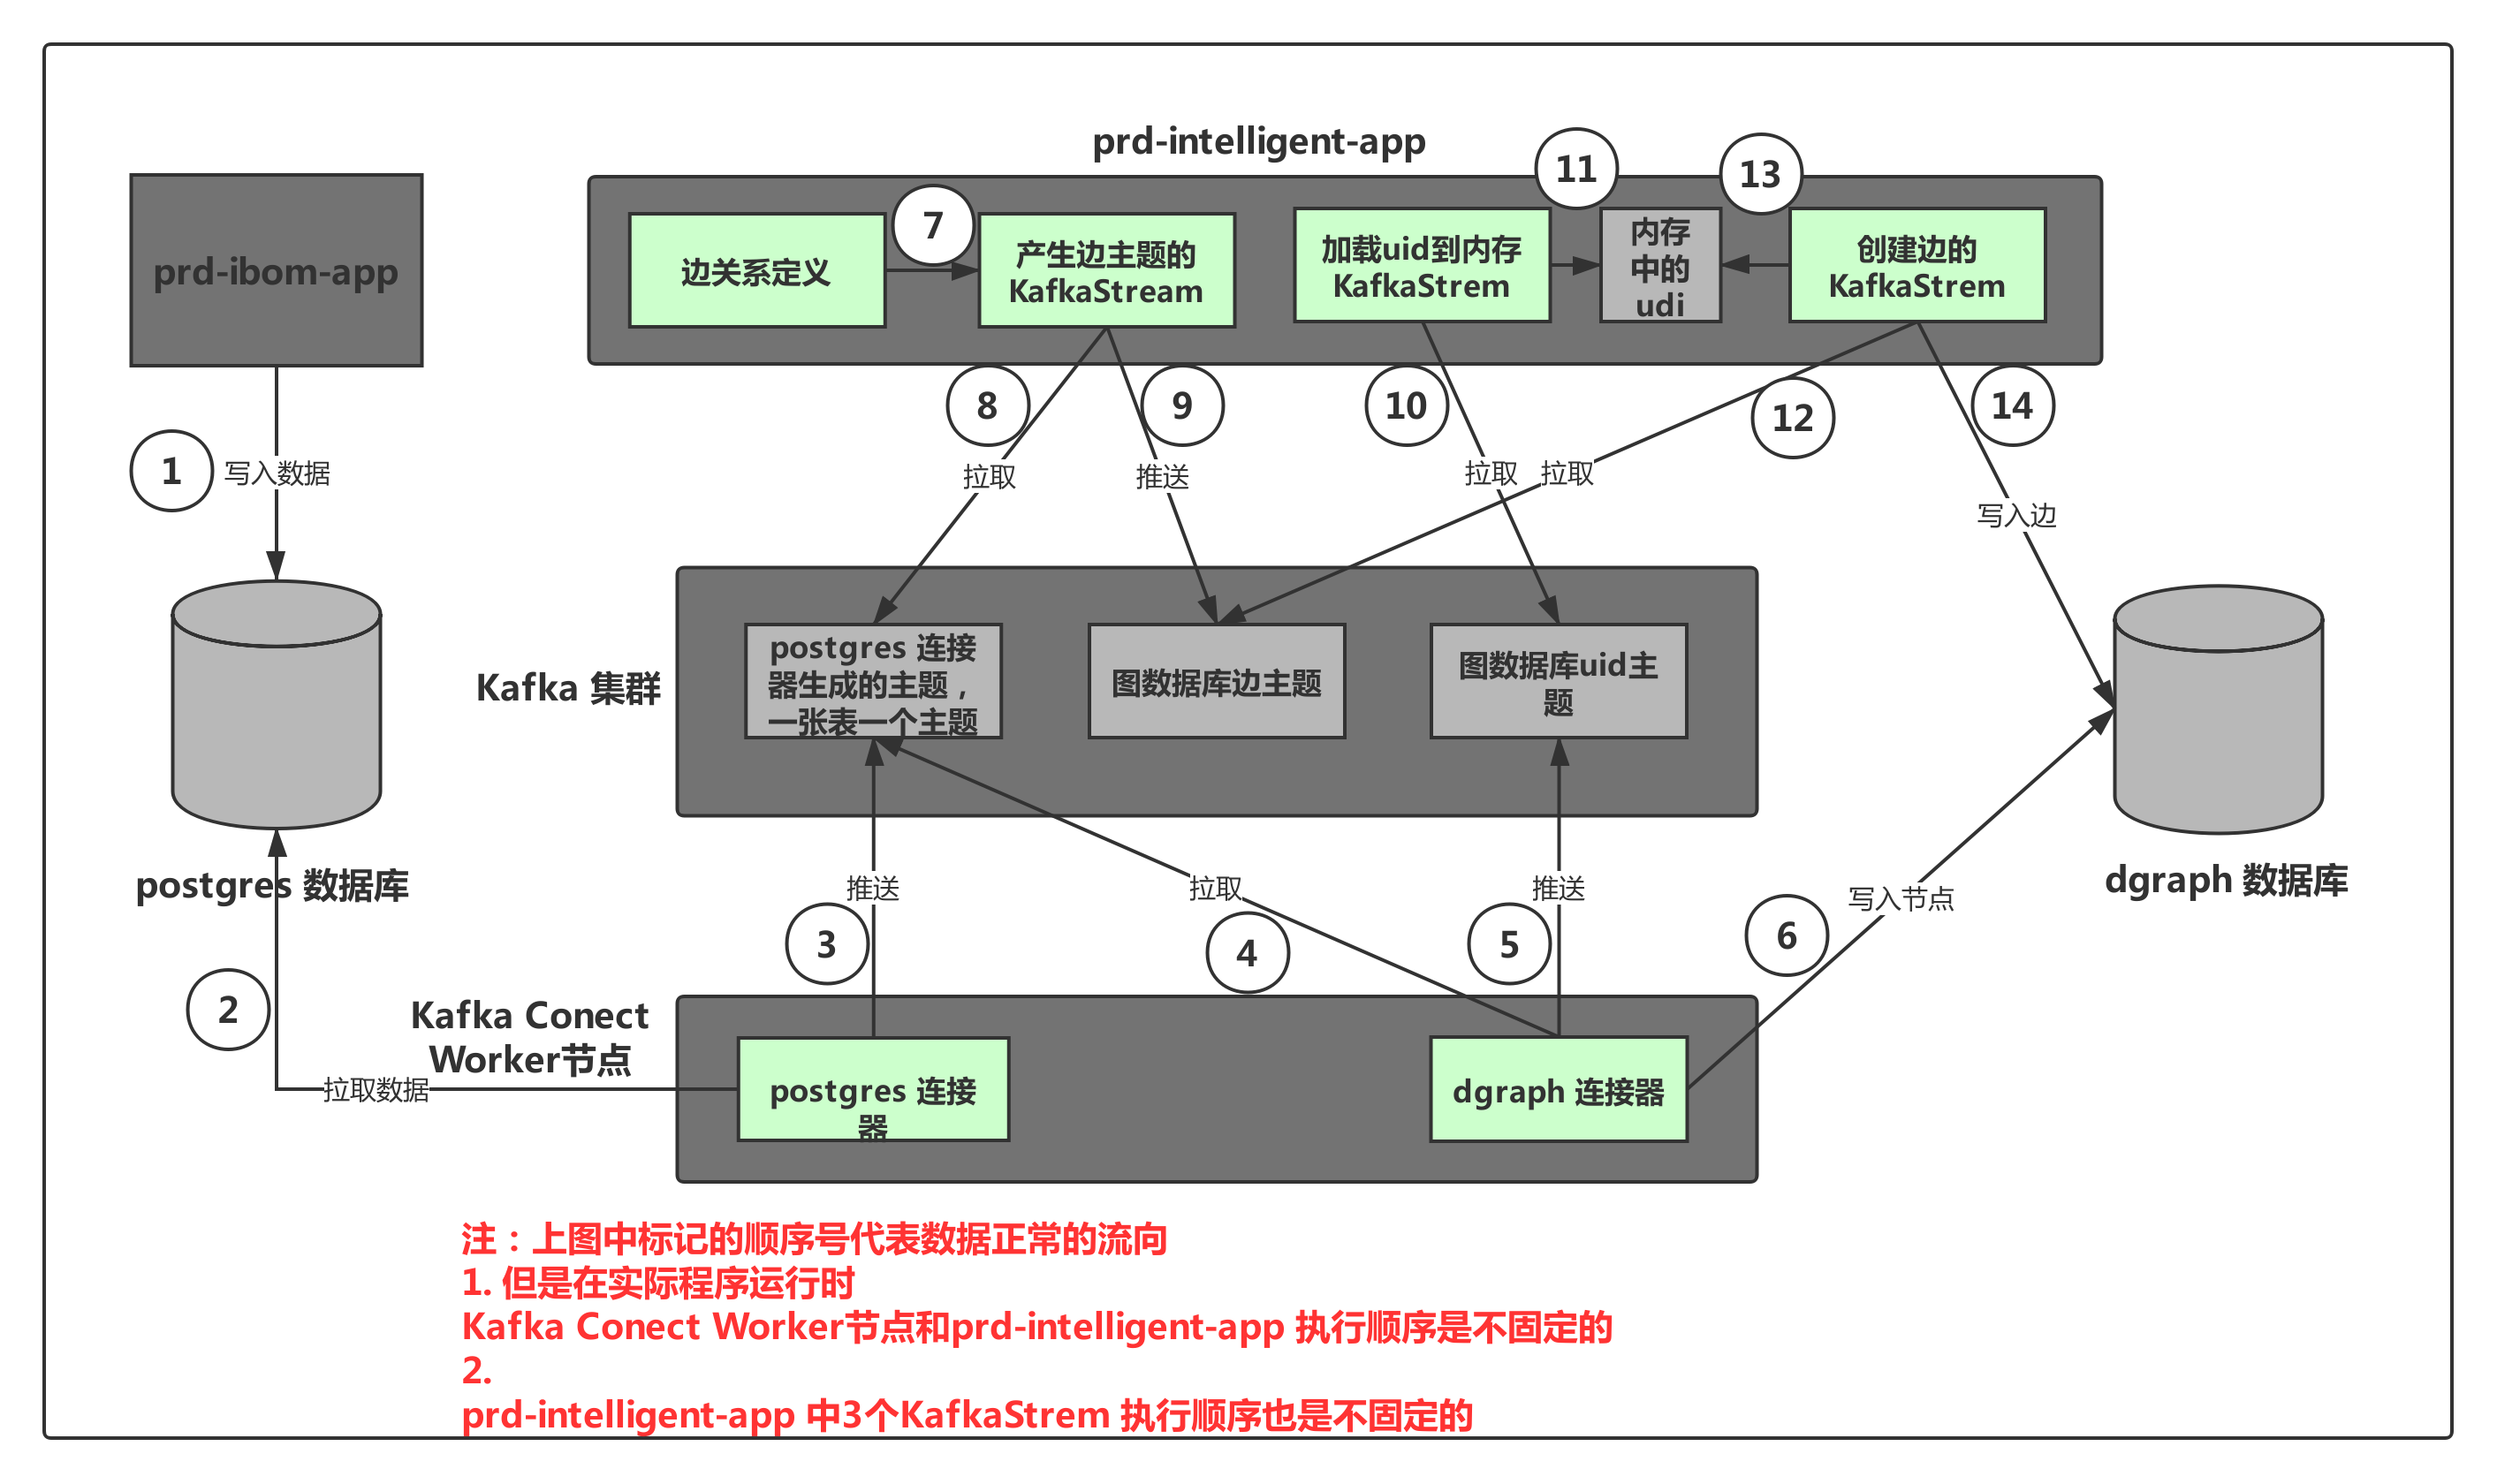 prd-intelligent-app
11
13
prd-ibom-app
边关系定义
7
产生边主题的
KafkaStream
加载uid到内存
KafkaStrem
内存
中的
udi
创建边的
KafkaStrem
8
9
10
12
14
1
写入数据
拉取
推送
拉取
拉取
写入边
Kafka 集群
postgres 连接
器生成的主题，
一张表一个主题
图数据库边主题
图数据库uid主
题
postgres 数据库
dgraph 数据库
推送
拉取
推送
写入节点
3
4
5
6
2
Kafka Conect
Worker节点
拉取数据
postgres 连接
器
dgraph 连接器
注：上图中标记的顺序号代表数据正常的流向
1. 但是在实际程序运行时
Kafka Conect Worker节点和prd-intelligent-app 执行顺序是不固定的
2.
prd-intelligent-app 中3个KafkaStrem 执行顺序也是不固定的